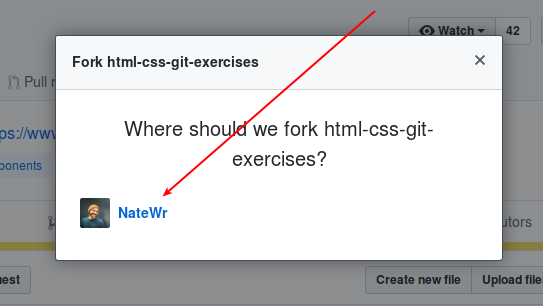 Watch 42
Fork html-css-git-exercises ×
Pull r
Where should we fork html-css-git-
exercises?
ps://www
ponents
NateWr
utors
uest Create new file Upload file